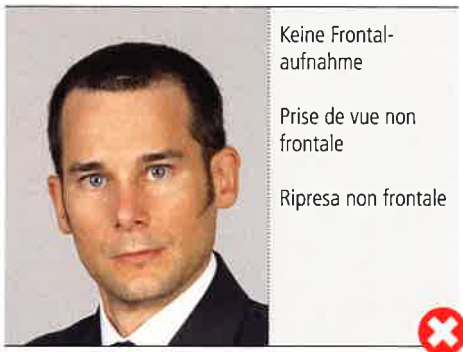 Keine Frontal-
aufnahme
Prise de vue non
frontale
Ripresa non frontale